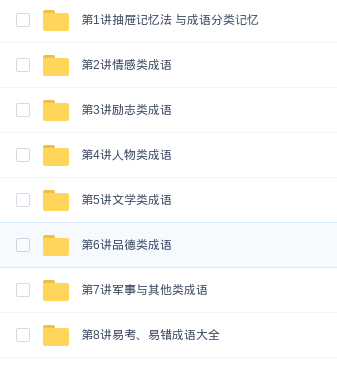 第1讲抽屉记忆法 与成语分类记忆
第2讲情感类成语
第3讲励志类成语
第4讲人物类成语
第5讲文学类成语
第6讲品德类成语
第7讲军事与其他类成语
第8讲易考、易错成语大全